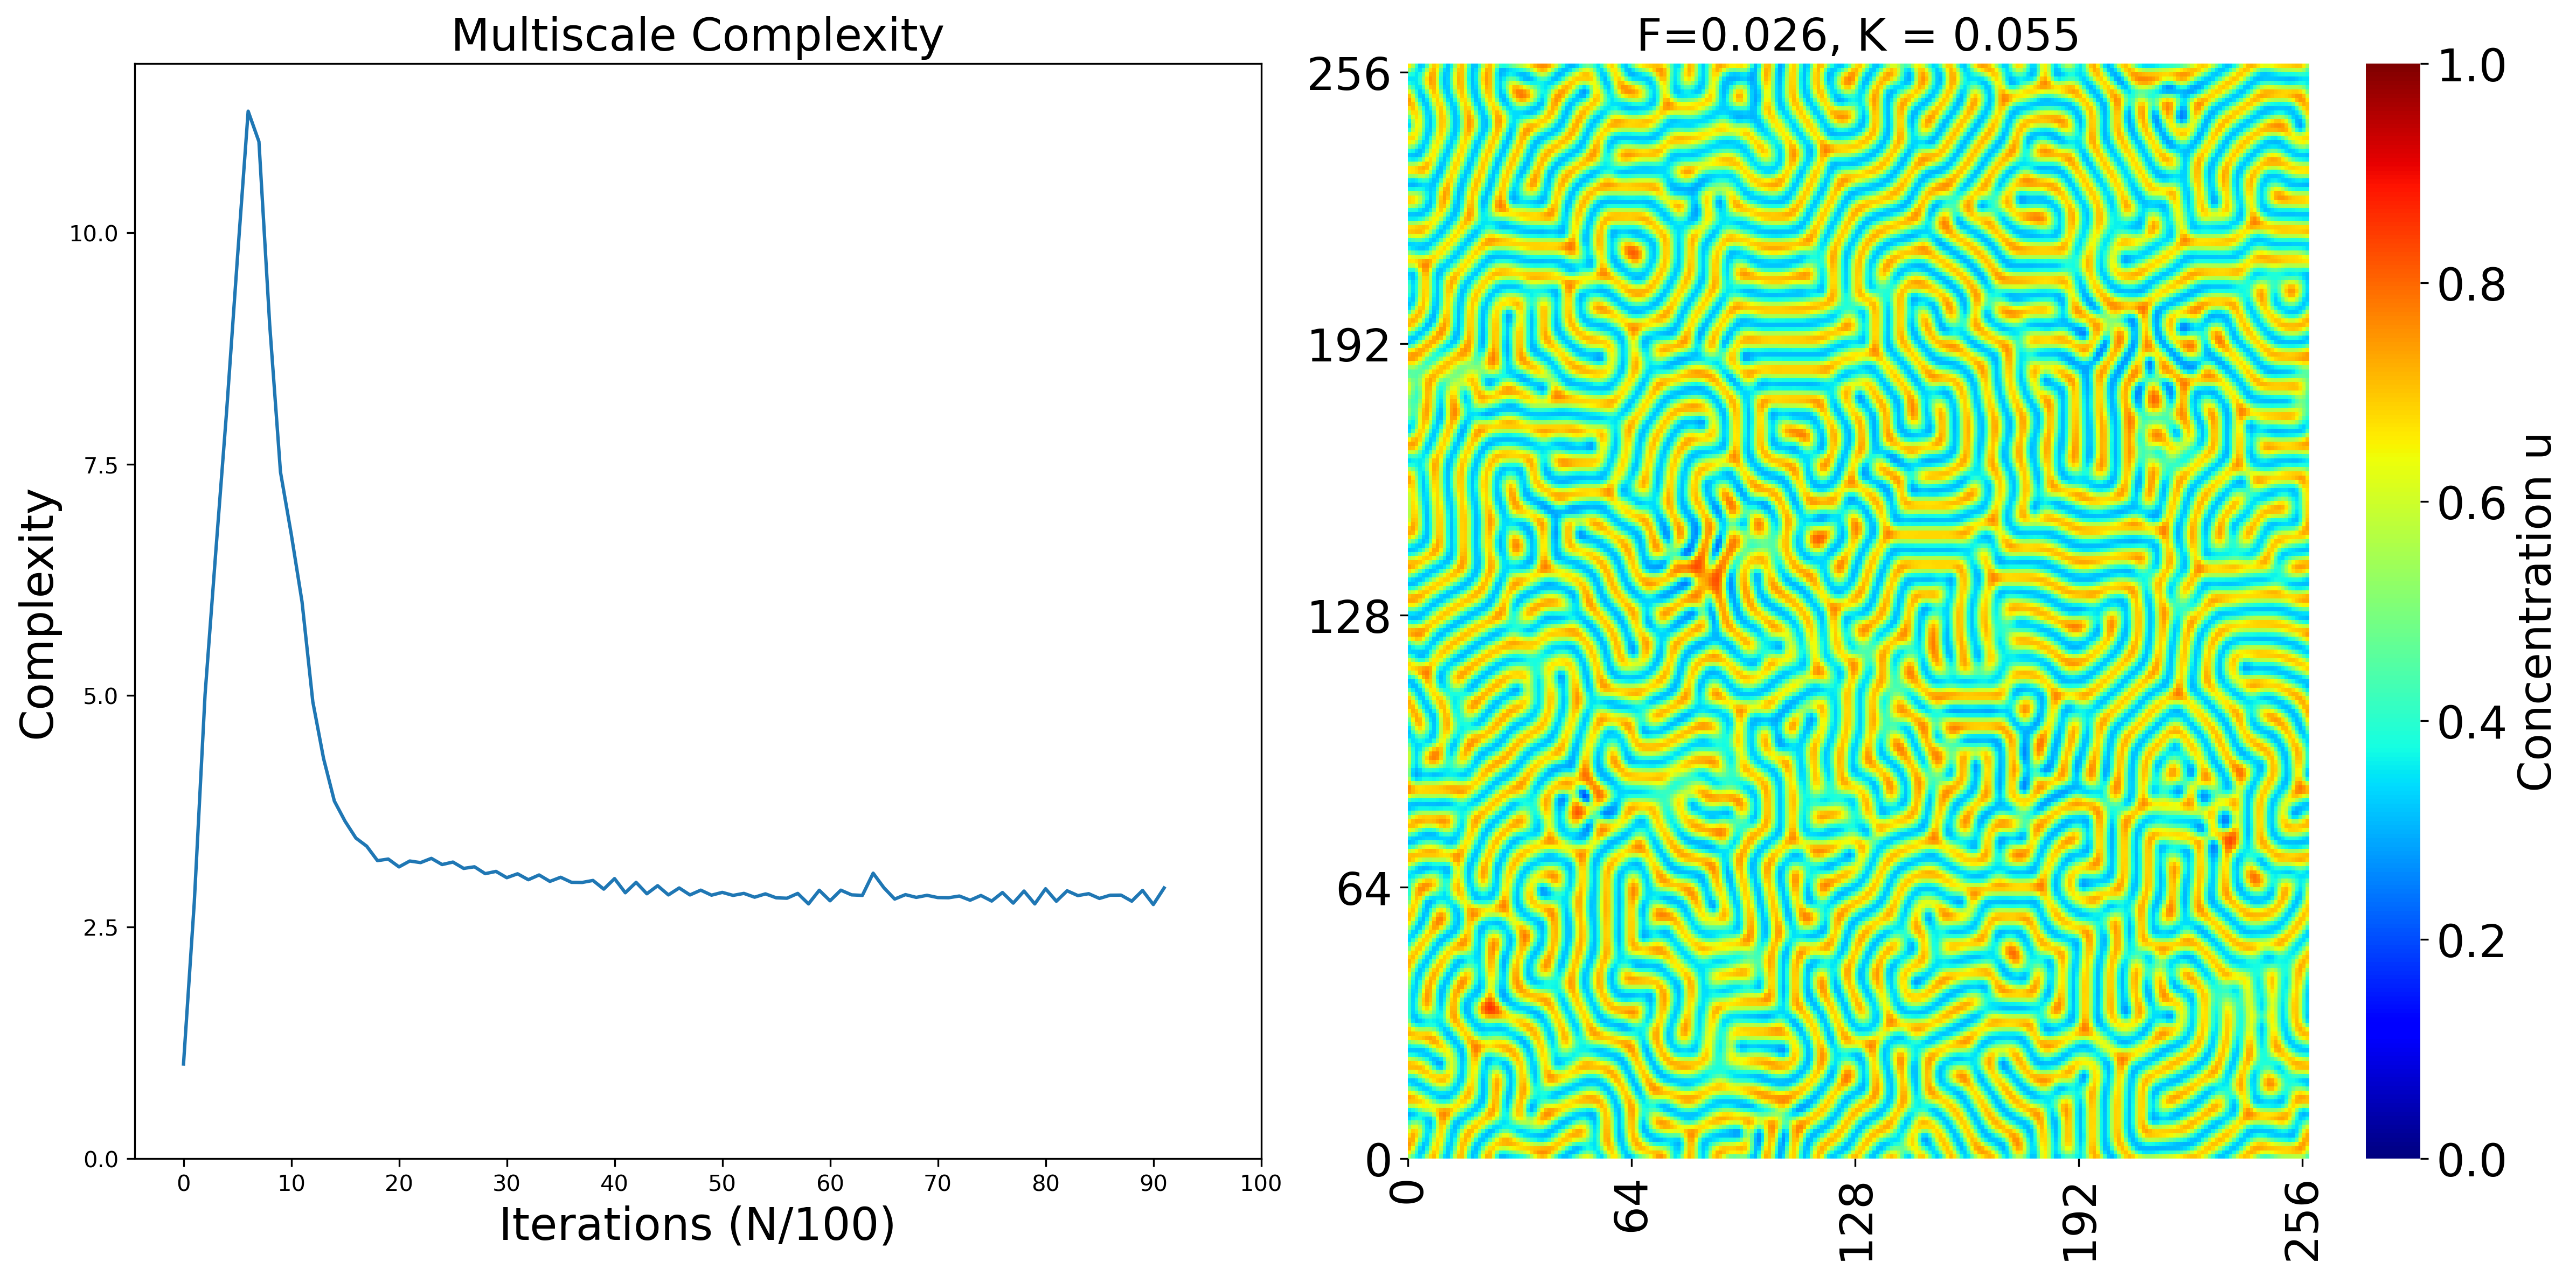 Multiscale Complexity
Complexity
10.0
7.5
5.0
2.5
0.0
0 10 20 30 40 50 60 70 80 90 100
Iterations (N/100)
F=0.026, K = 0.055
256
192
128
64
0
0 64 128 192 256
1.0
0.8
0.6
0.4
0.2
0.0
Concentration u